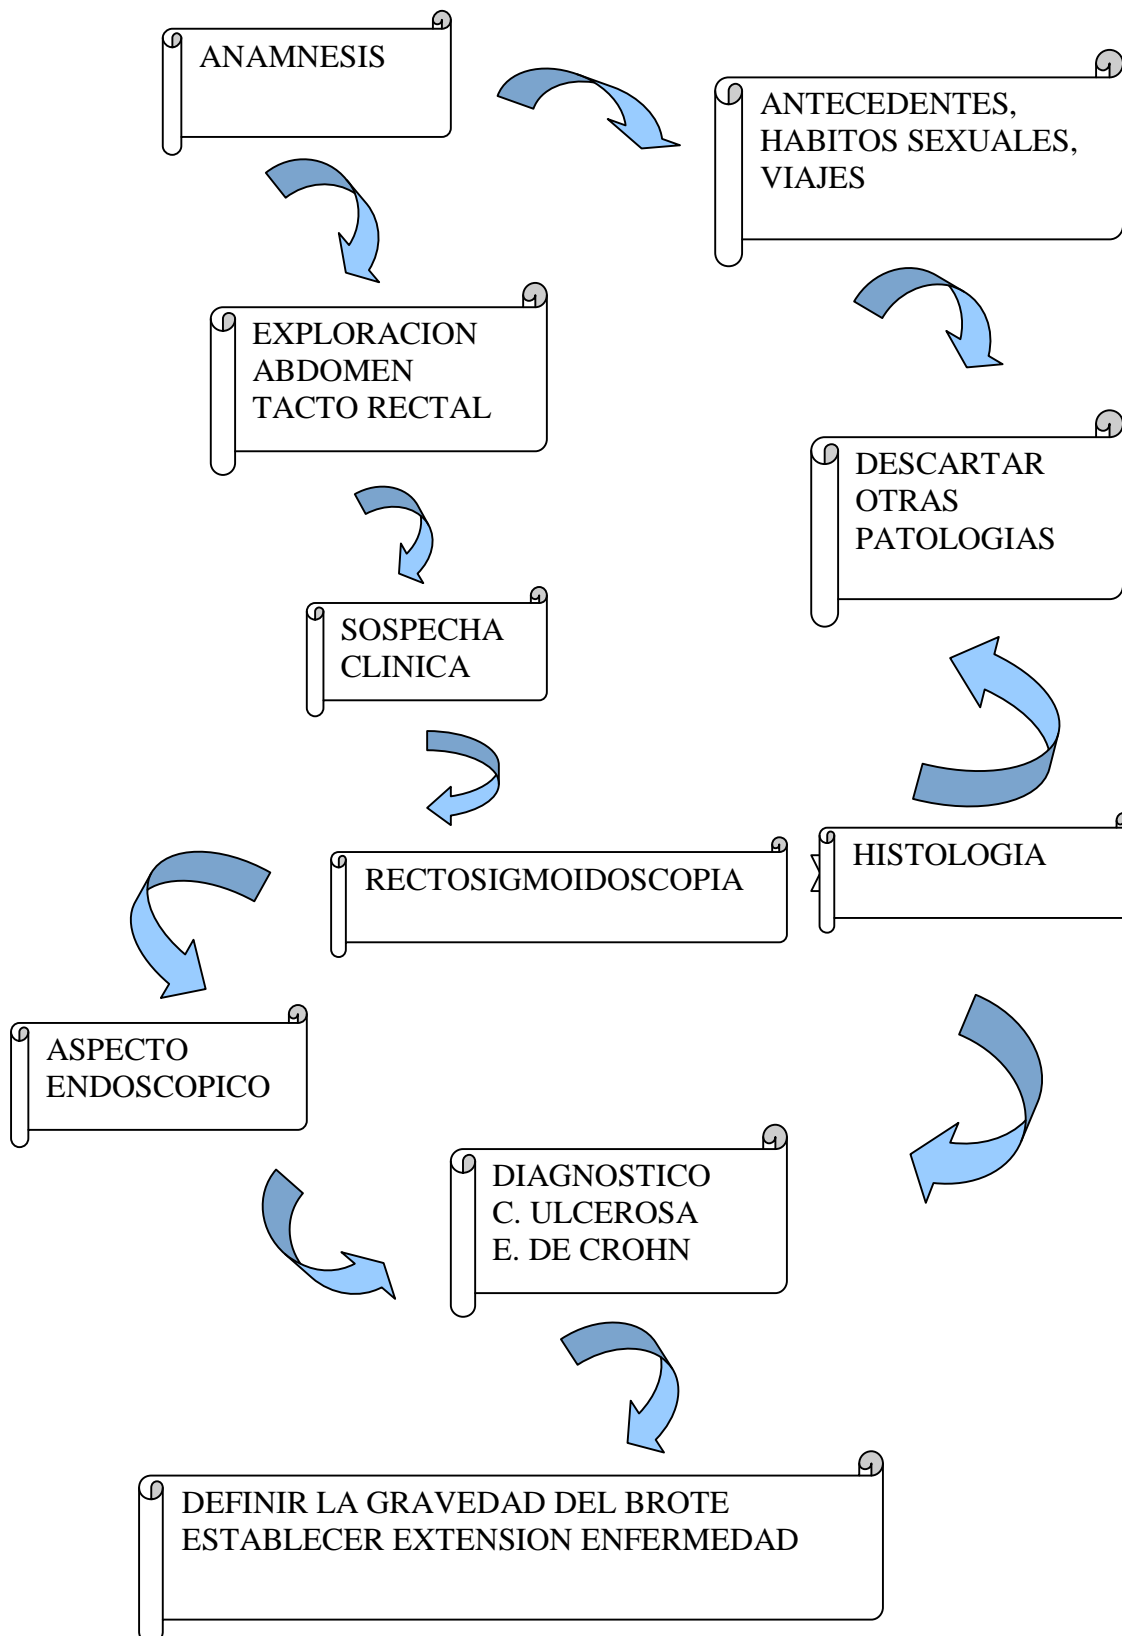 ANAMNESIS
ANTECEDENTES,
HABITOS SEXUALES,
VIAJES
EXPLORACION
ABDOMEN
TACTO RECTAL
DESCARTAR
OTRAS
PATOLOGIAS
SOSPECHA
CLINICA
RECTOSIGMOIDOSCOPIA
HISTOLOGIA
ASPECTO
ENDOSCOPICO
DIAGNOSTICO
C. ULCEROSA
E. DE CROHN
DEFINIR LA GRAVEDAD DEL BROTE
ESTABLECER EXTENSION ENFERMEDAD